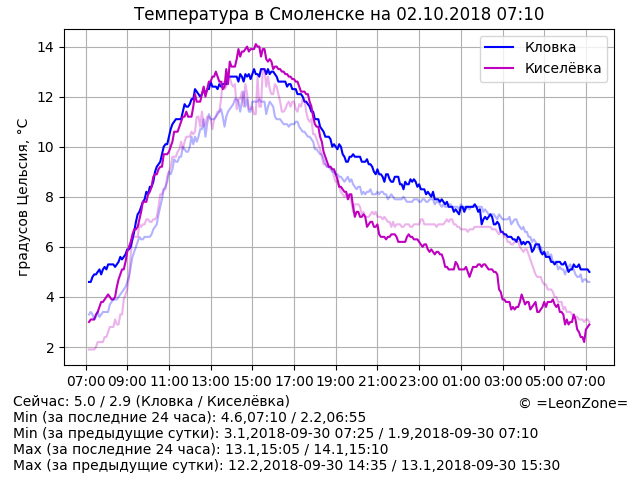 Температура в Смоленске на 02.10.2018 07:10
Кловка
Киселёвка
градусов Цельсия, °C
14
12
10
8
6
4
2
07:00 09:00 11:00 13:00 15:00 17:00 19:00 21:00 23:00 01:00 03:00 05:00 07:00
Сейчас: 5.0 / 2.9 (Кловка / Киселёвка)
© =LeonZone=
Min (за последние 24 часа): 4.6,07:10 / 2.2,06:55
Min (за предыдущие сутки): 3.1,2018-09-30 07:25 / 1.9,2018-09-30 07:10
Max (за последние 24 часа): 13.1,15:05 / 14.1,15:10
Max (за предыдущие сутки): 12.2,2018-09-30 14:35 / 13.1,2018-09-30 15:30